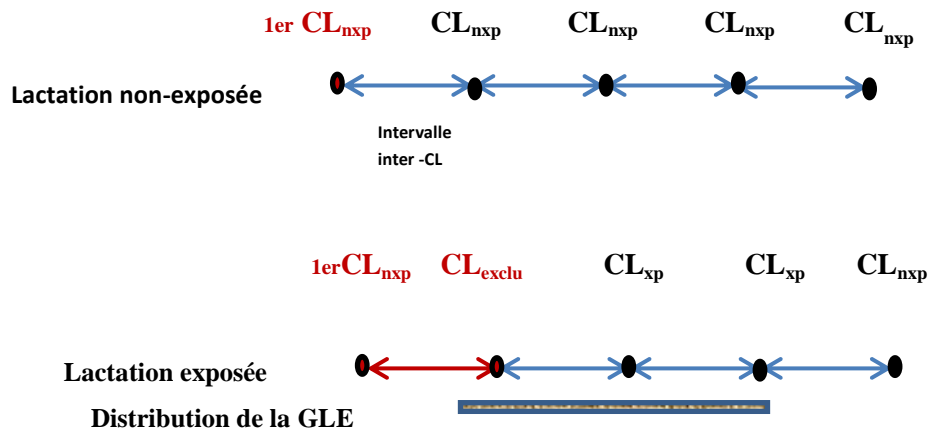 1er CLnxp CLnxp CLnxp CLnxp CLnxp
Lactation non-exposée
Intervalle
inter -CL
1erCLnxp CLexclu CLxp CLxp CLnxp
Lactation exposée
Distribution de la GLE